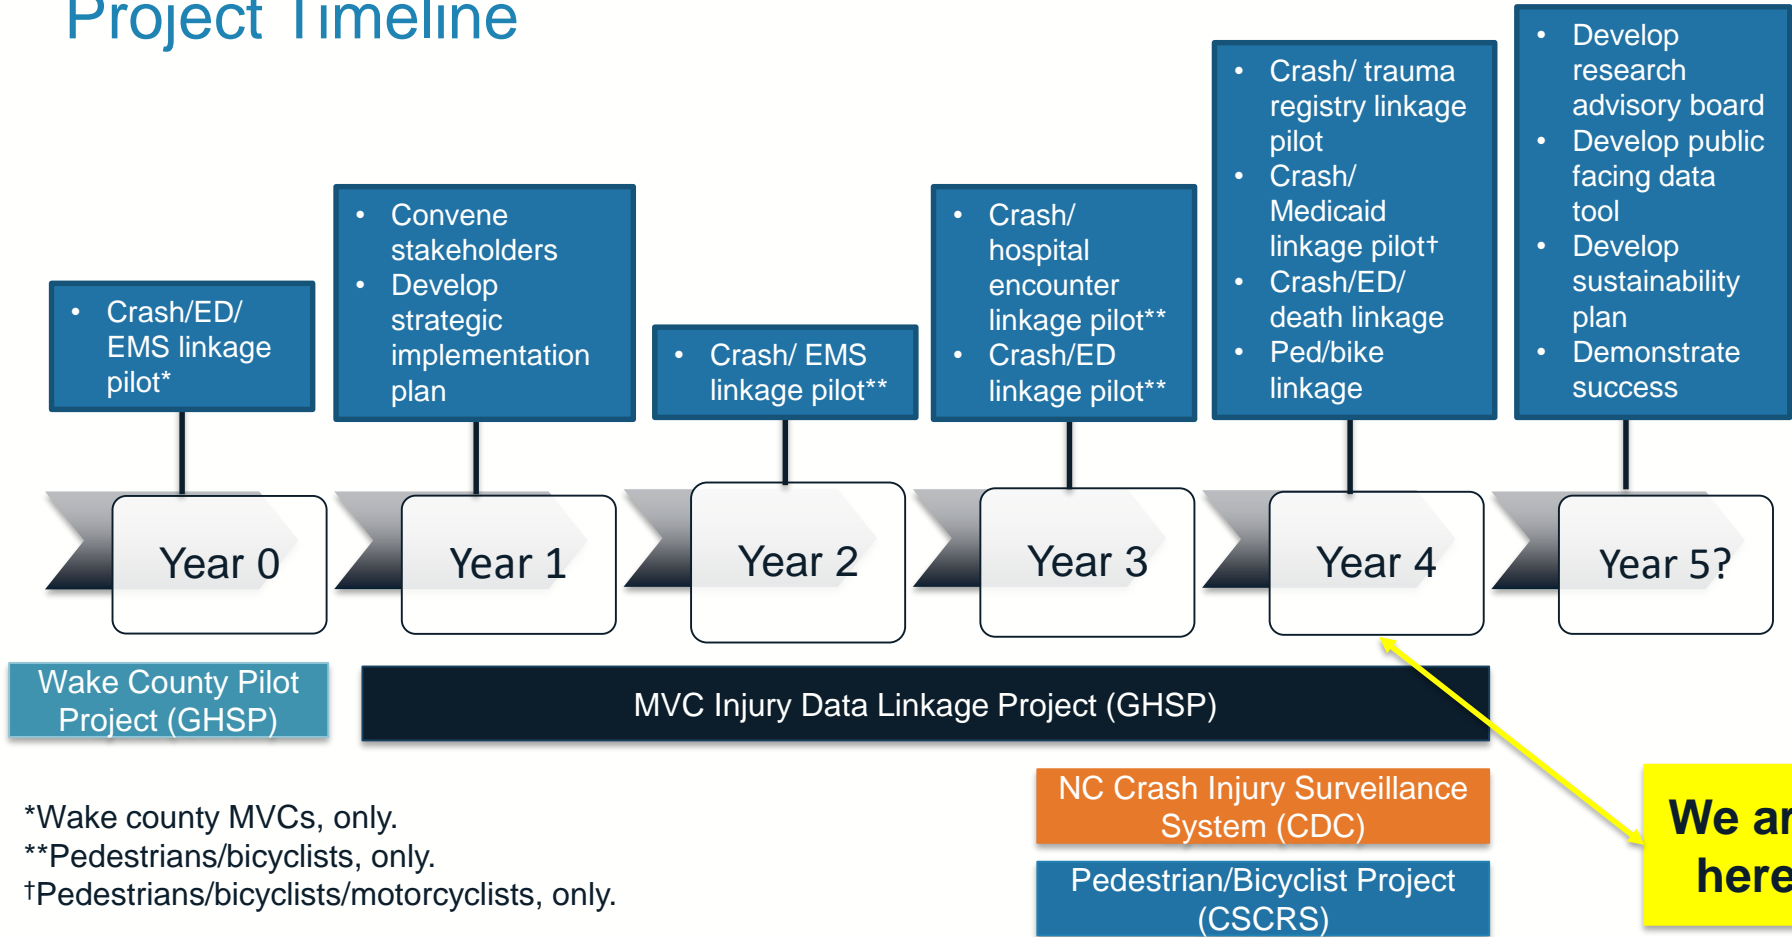 Project Timeline
• Crash/ED/
EMS linkage
pilot*
• Convene
stakeholders
• Develop
strategic
implementation
plan
• Crash/ EMS
linkage pilot**
• Crash/
hospital
encounter
linkage pilot**
• Crash/ED
linkage pilot**
• Crash/ trauma
registry linkage
pilot
• Crash/
Medicaid
linkage pilot†
• Crash/ED/
death linkage
• Ped/bike
linkage
• Develop
research
advisory board
• Develop public
facing data
tool
• Develop
sustainability
plan
• Demonstrate
success
Year 0
Year 1
Year 2
Year 3
Year 4
Year 5?
Wake County Pilot
Project (GHSP)
MVC Injury Data Linkage Project (GHSP)
NC Crash Injury Surveillance
System (CDC)
Pedestrian/Bicyclist Project
(CSCRS)
We
here
*Wake county MVCs, only.
**Pedestrians/bicyclists, only.
†Pedestrians/bicyclists/motorcyclists, only.